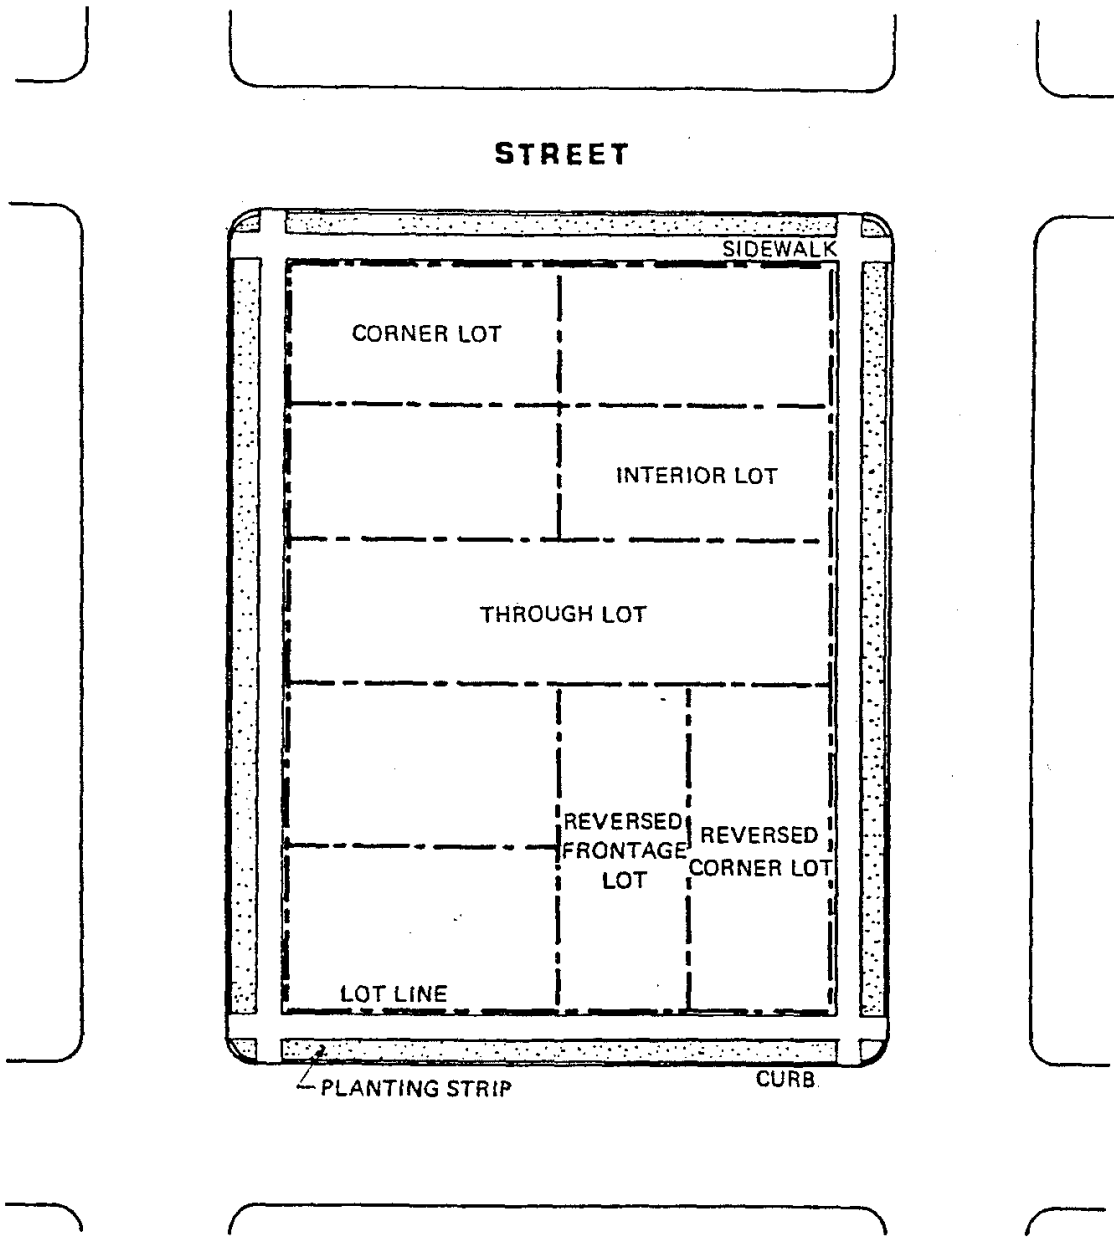 STREET
SIDEWALK
CORNER LOT
INTERIOR LOT
THROUGH LOT
REVERSED
FRONTAGE
LOT
REVERSED
CORNER LOT
LOT LINE
PLANTING STRIP
CURB